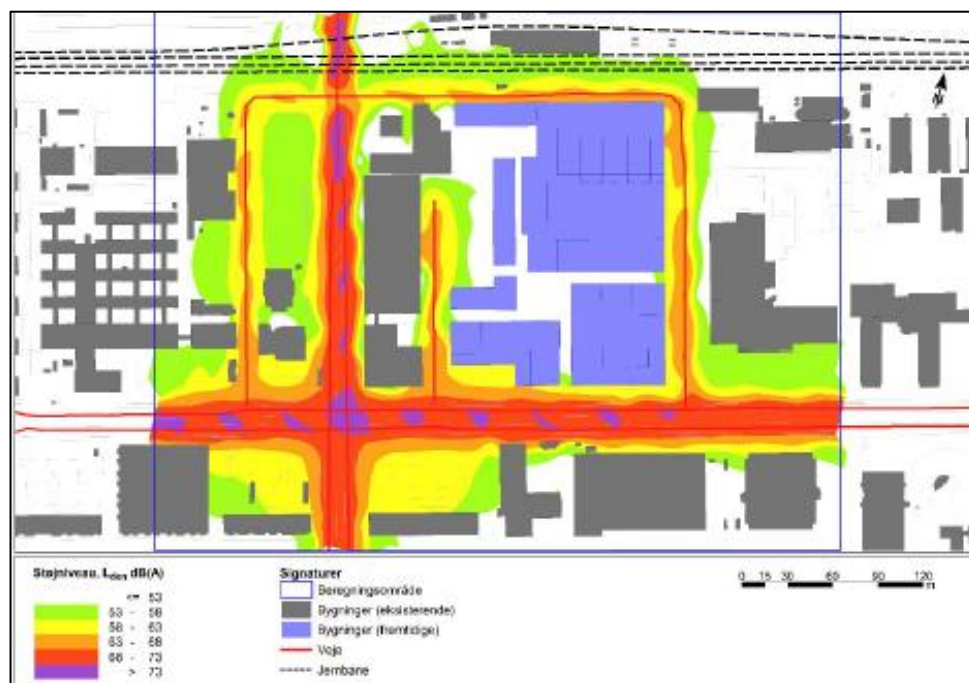 N
Støjniveau, Lden dB(A)
<= 53
53 - 58
58 - 63
63 - 68
68 - 73
> 73
Signaturer
Beregningsområde
Bygninger (eksisterende)
Bygninger (fremtidige)
Veje
Jernbane
0 15 30 60 90 120
m